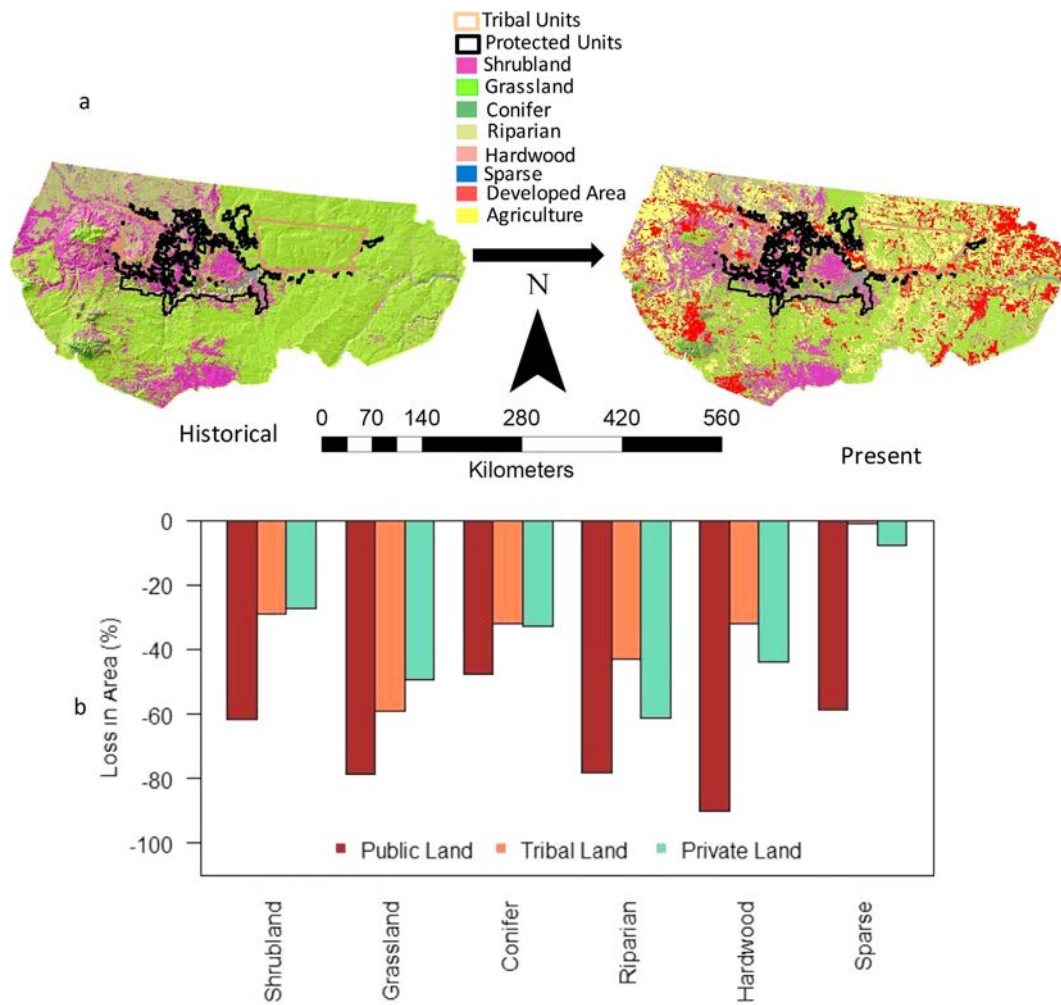 Tribal Units
Protected Units
Shrubland
Grassland
Conifer
Riparian
Hardwood
Sparse
Developed Area
Agriculture
a
N
0 70 140 280 420 560
Kilometers
Historical
Present
b
Loss in Area (%)
0
-20
-40
-60
-80
-100
Public Land Tribal Land Private Land
Shrubland
Grassland
Conifer
Riparian
Hardwood
Sparse